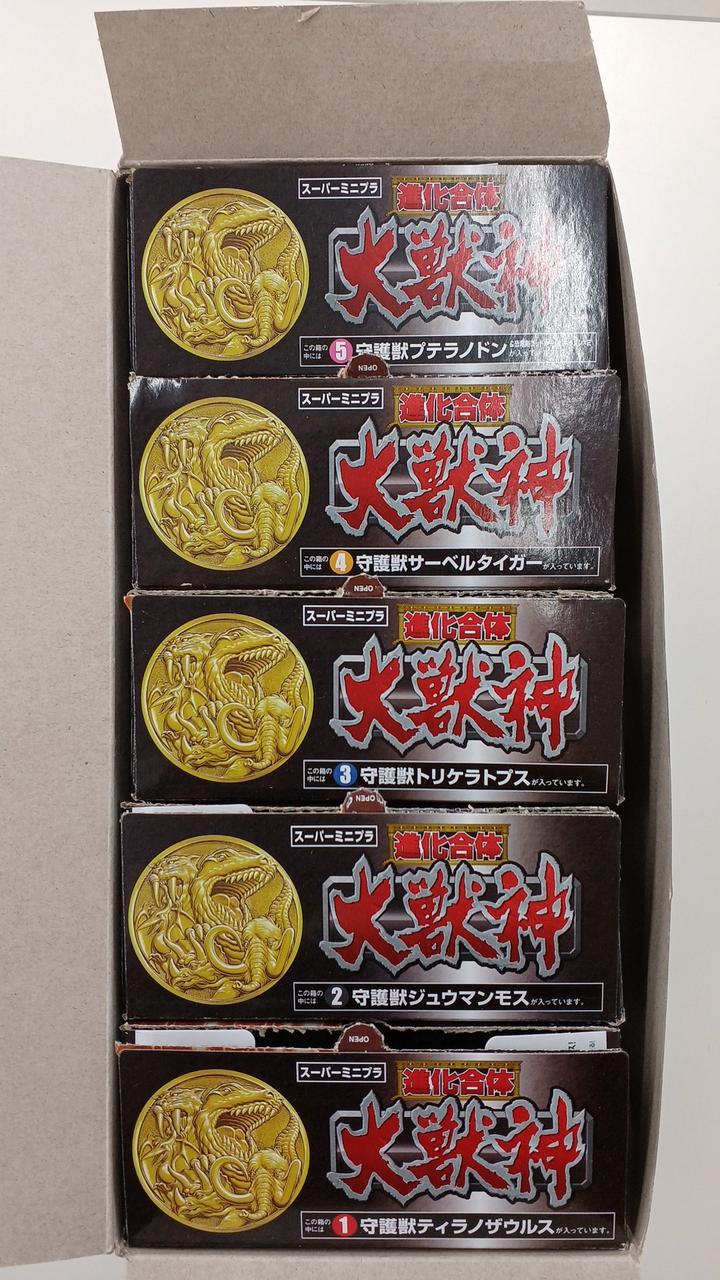 スーパーミニプラ
進化合体
大獣神
この箱の
中には
5 守護獣プテラノドン
OPEN
スーパーミニプラ
進化合体
大獣神
この箱の
中には
4 守護獣サーベルタイガーが入っています。
OPEN
スーパーミニプラ
進化合体
大獣神
この箱の
中には
3 守護獣トリケラトプスが入っています。
OPEN
スーパーミニプラ
進化合体
大獣神
この箱の
中には
2 守護獣ジュウマンモスが入っています。
OPEN
スーパーミニプラ
進化合体
大獣神
この箱の
中には
1 守護獣ティラノザウルスが入っています。